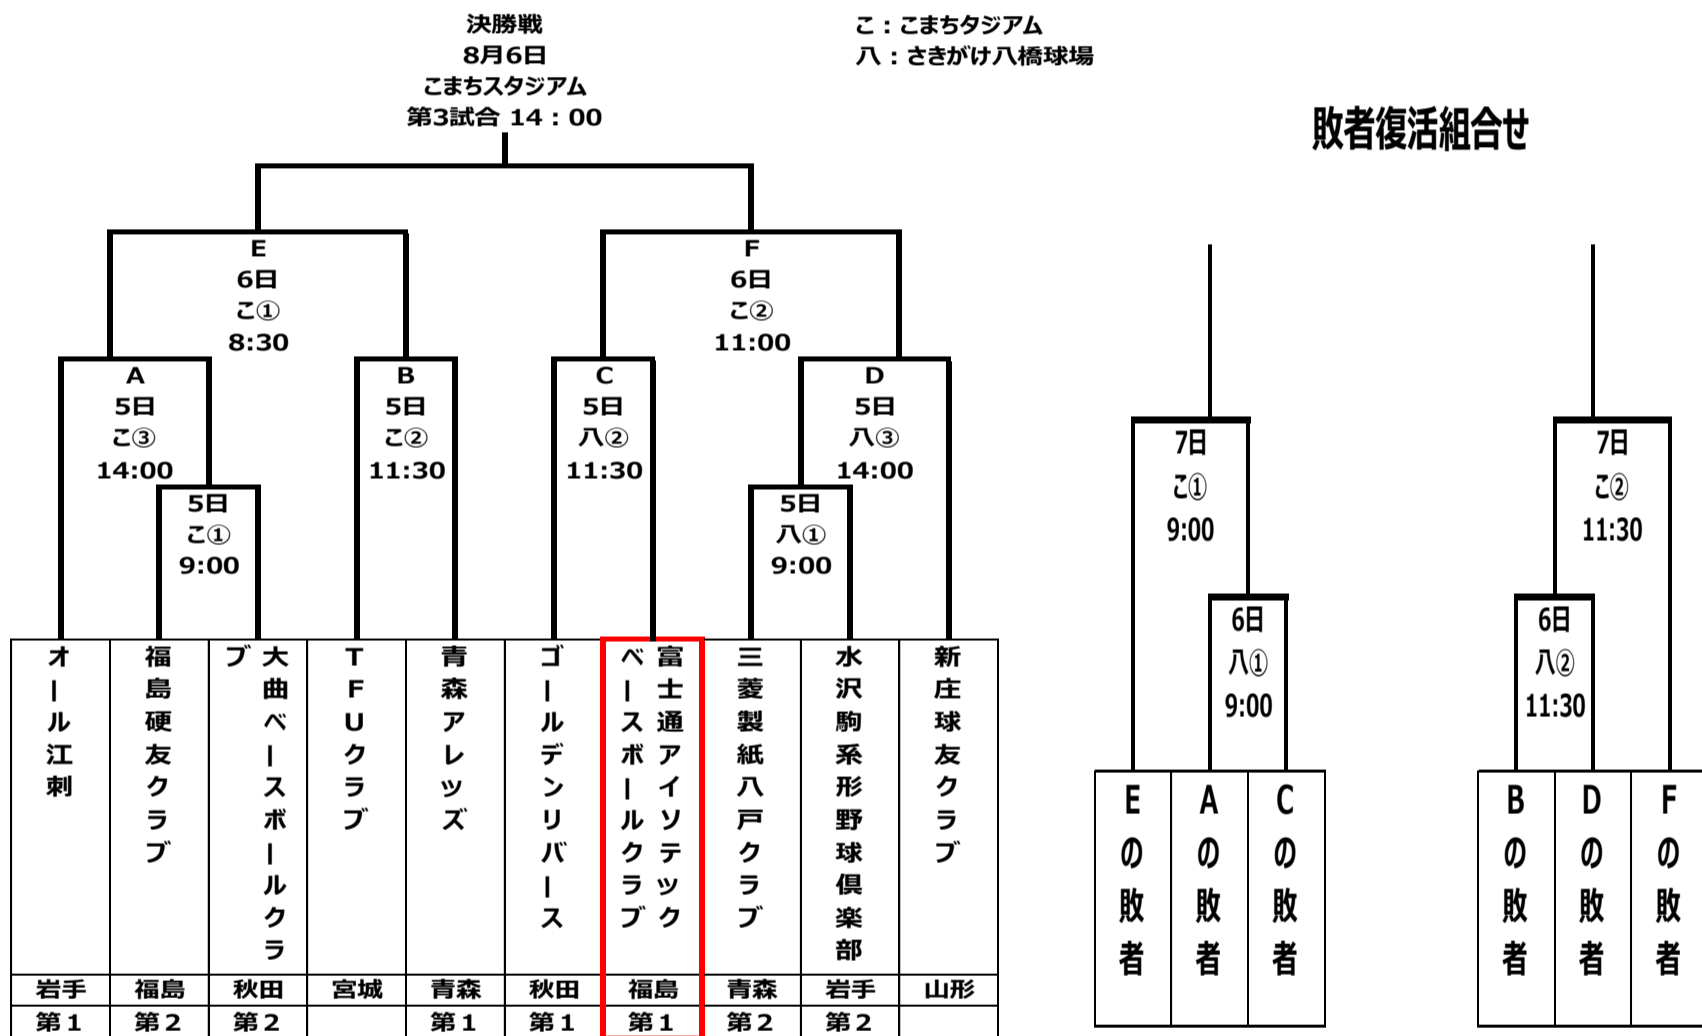 決勝戦
8月6日
こまちスタジアム
第3試合 14：00
こ：こまちタジアム
八：さきがけ八橋球場
敗者復活組合せ
E
6日
こ①
8:30
F
6日
こ②
11:00
A
5日
こ③
14:00
B
5日
こ②
11:30
C
5日
八②
11:30
D
5日
八③
14:00
5日
こ①
9:00
5日
八①
9:00
オール江刺
福島硬友クラブ
大曲ベースボールクラ
ブ
TFUクラブ
青森アレッズ
ゴールデンリバース
富士通アイソテック
ベースボールクラブ
三菱製紙八戸クラブ
水沢駒系形野球倶楽部
新庄球友クラブ
岩手 福島 秋田 宮城 青森 秋田 福島 青森 岩手 山形
第1 第2 第2 第1 第1 第1 第2 第2
7日
こ①
9:00
7日
こ②
11:30
6日
八①
9:00
6日
八②
11:30
Eの敗者
Aの敗者
Cの敗者
Bの敗者
Dの敗者
Fの敗者